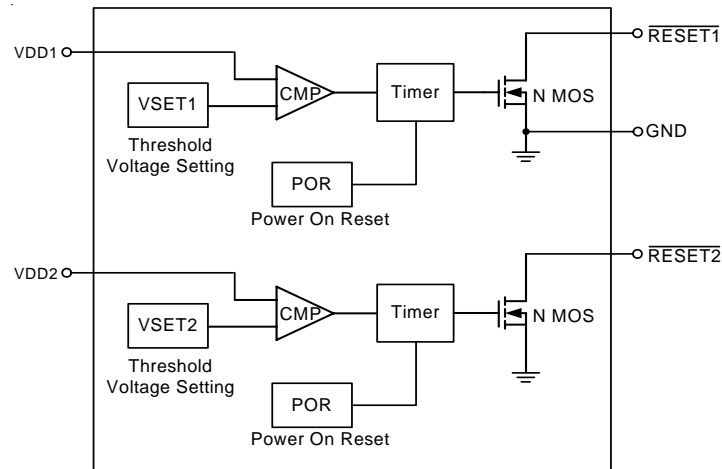 RESET1
VDD1
CMP
Timer
N MOS
VSET1
GND
Threshold
Voltage Setting
POR
Power On Reset
RESET2
VDD2
CMP
Timer
N MOS
VSET2
Threshold
Voltage Setting
POR
Power On Reset